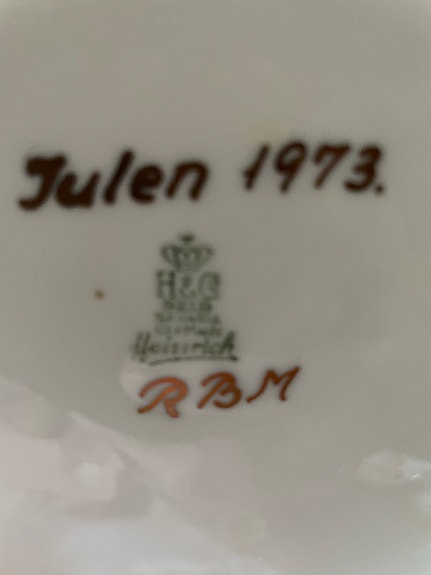 Julen 1973.
H&C
Heinrich
RBM